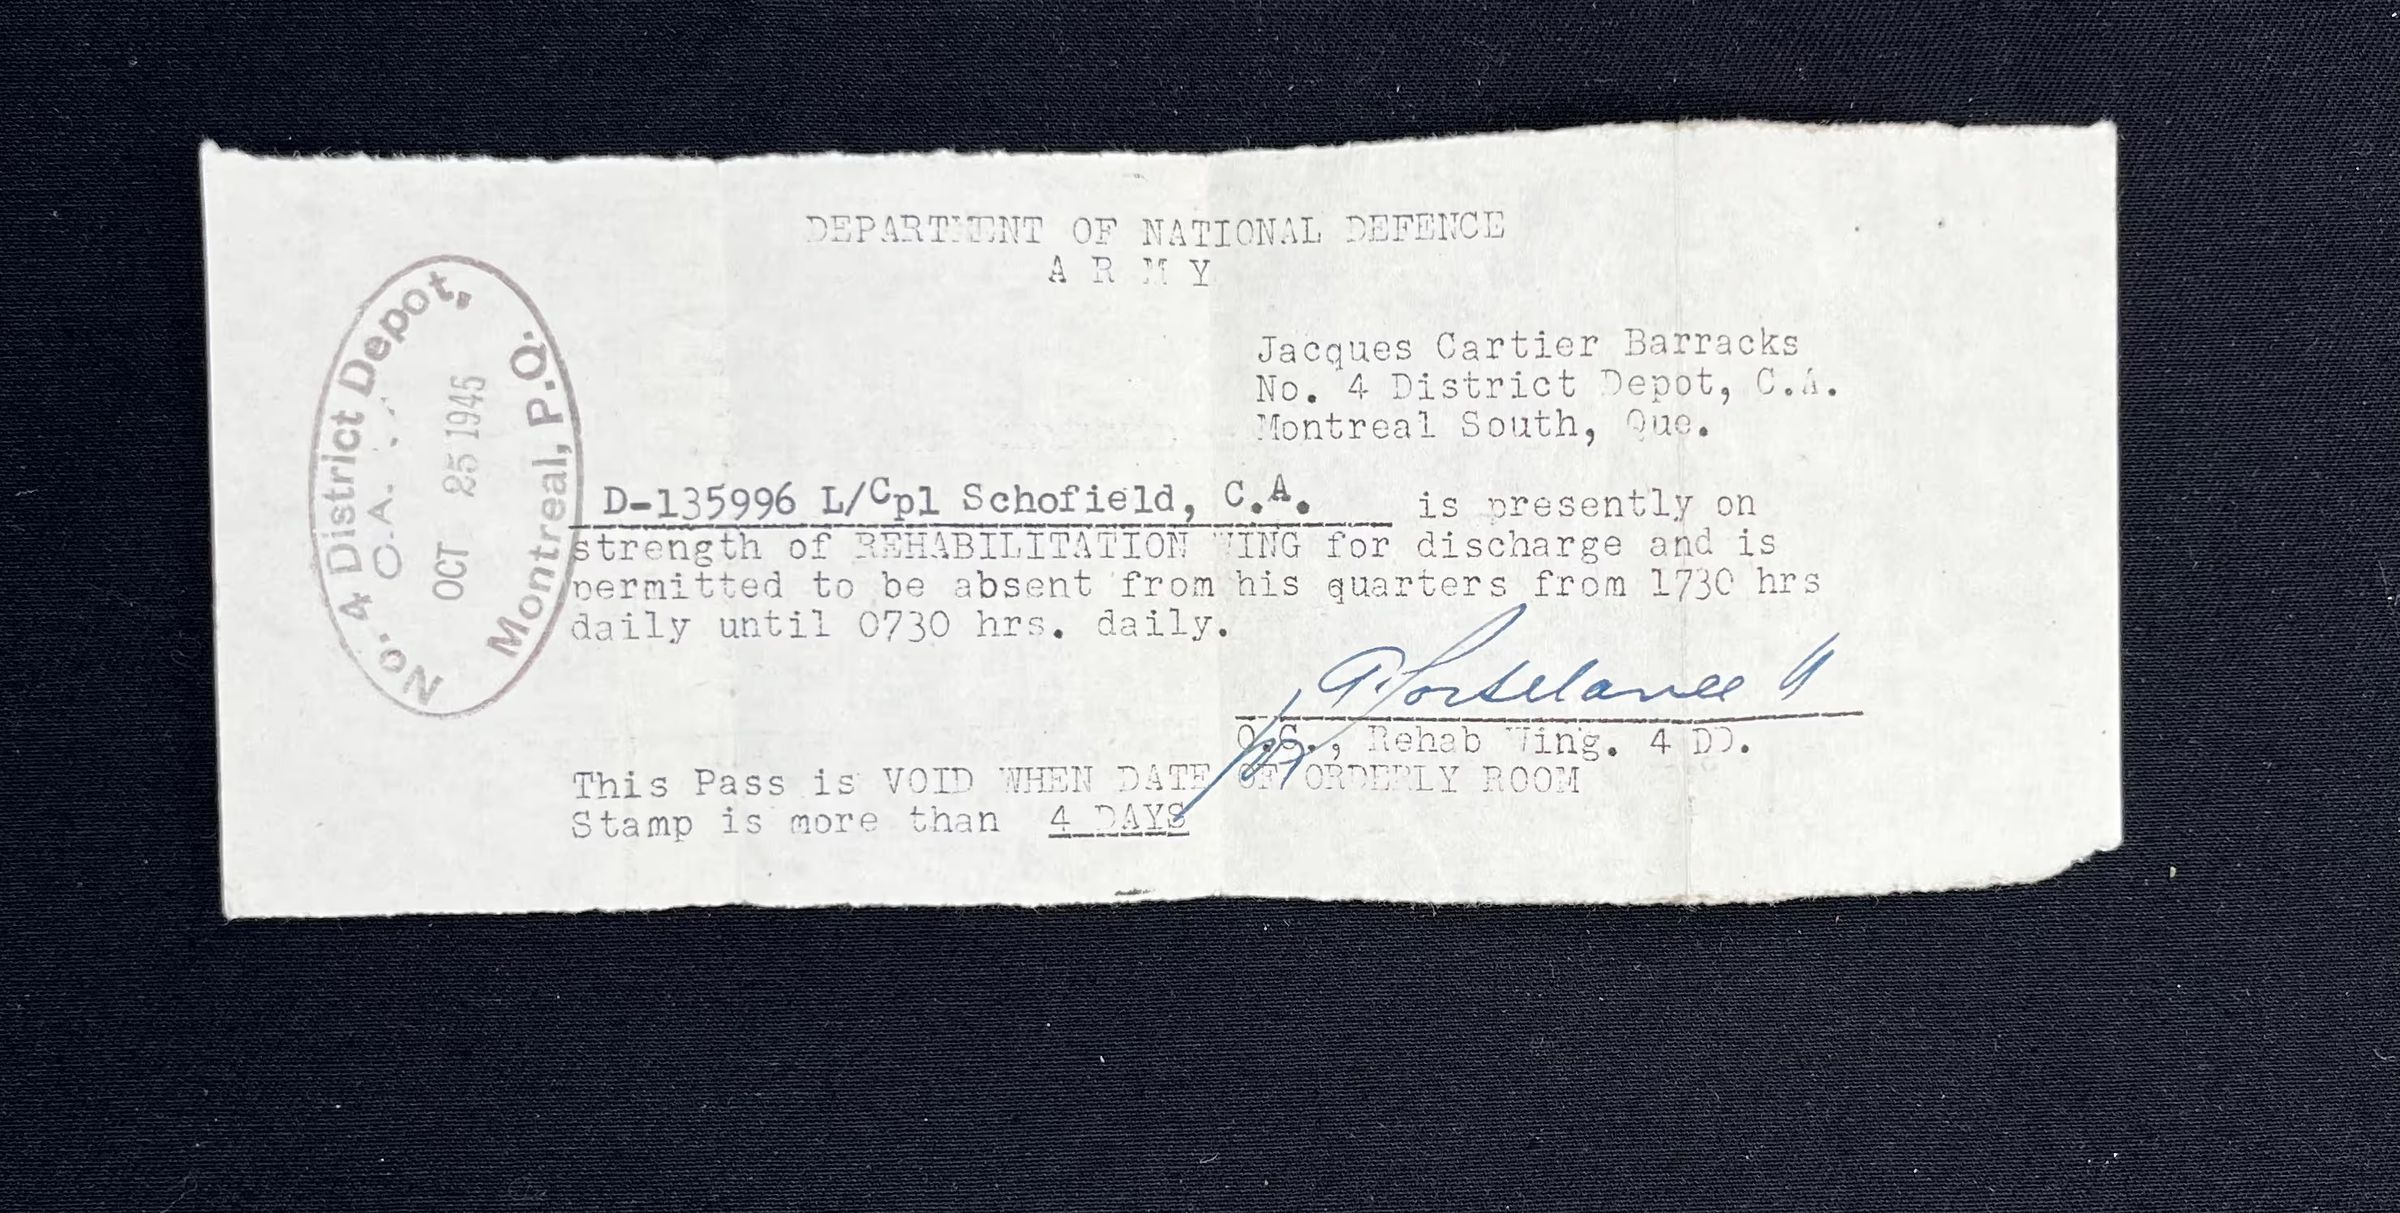 DEPARTMENT OF NATIONAL DEFENCE
A R M Y
Jacques Cartier Barracks
No. 4 District Depot, C.A.
Montreal South, Que.
No. 4 District Depot,
C.A.
OCT 25 1945
Montreal, P.Q.
D-135996 L/Cpl Schofield, C.A. is presently on
strength of REHABILITATION WING for discharge and is
permitted to be absent from his quarters from 1730 hrs
daily until 0730 hrs. daily.
O.C., Rehab Wing. 4 DD.
This Pass is VOID WHEN DATE OF ORDERLY ROOM
Stamp is more than 4 DAYS